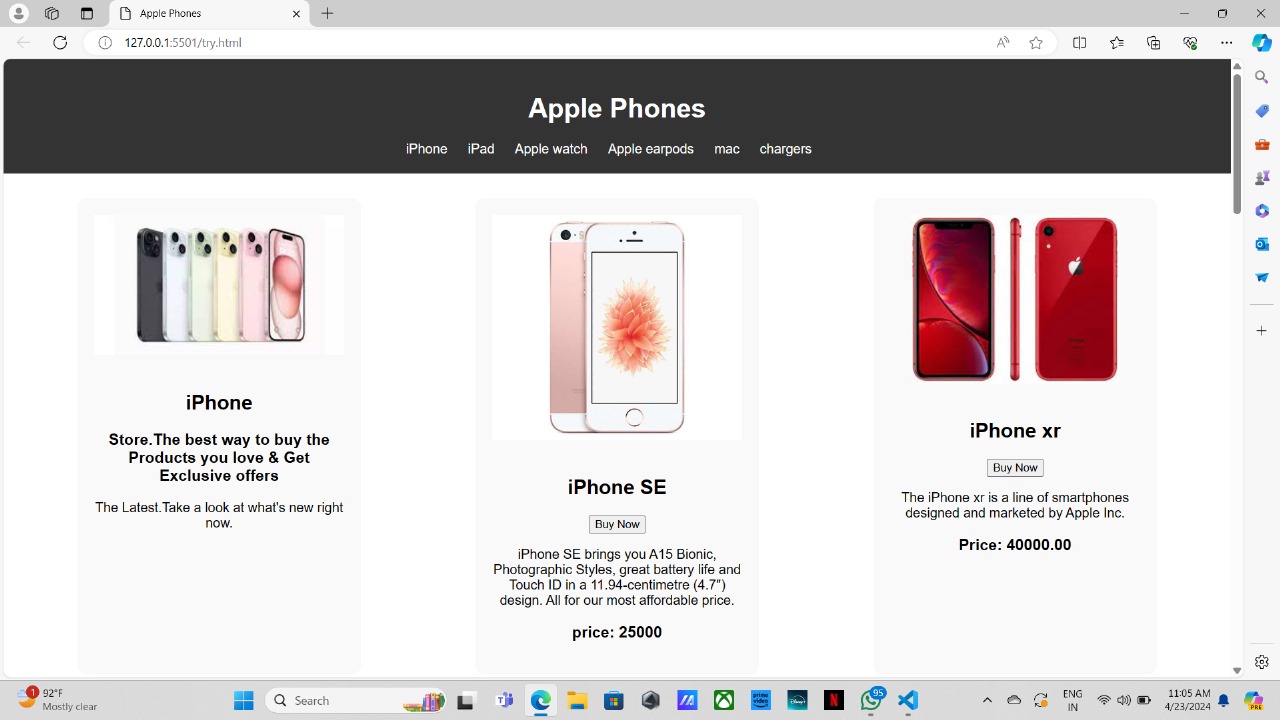 Apple Phones
127.0.0.1:5501/try.html
Apple Phones
iPhone iPad Apple watch Apple earpods mac chargers
iPhone
Store.The best way to buy the
Products you love & Get
Exclusive offers
The Latest.Take a look at what's new right
now.
iPhone SE
Buy Now
iPhone SE brings you A15 Bionic,
Photographic Styles, great battery life and
Touch ID in a 11.94-centimetre (4.7″)
design. All for our most affordable price.
price: 25000
iPhone xr
Buy Now
The iPhone xr is a line of smartphones
designed and marketed by Apple Inc.
Price: 40000.00
1
92°F
Mostly clear
Search
prime video
95
ENG
IN
11:05 AM
4/23/2024
PRE